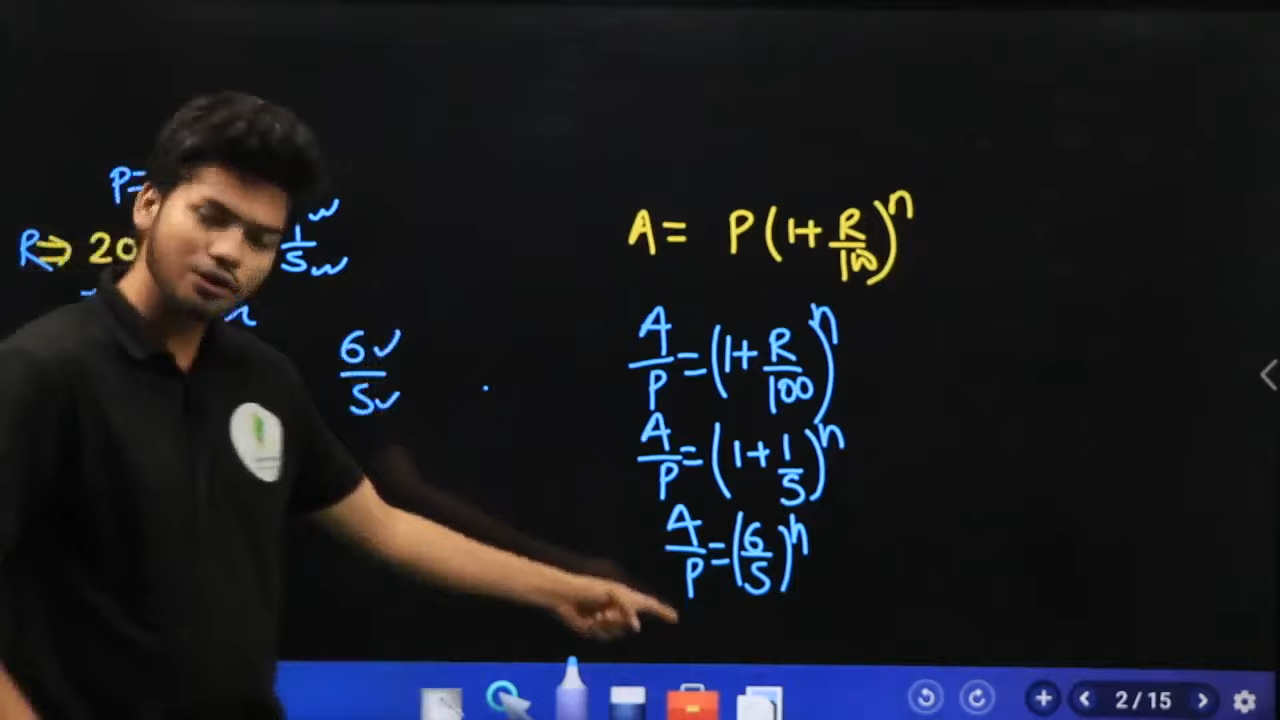 P=
R⇒ 20
1/5
6/5
A = P(1+R/100)^n
A/P=(1+R/100)^n
A/P=(1+1/5)^n
A/P=(6/5)^n
2/15